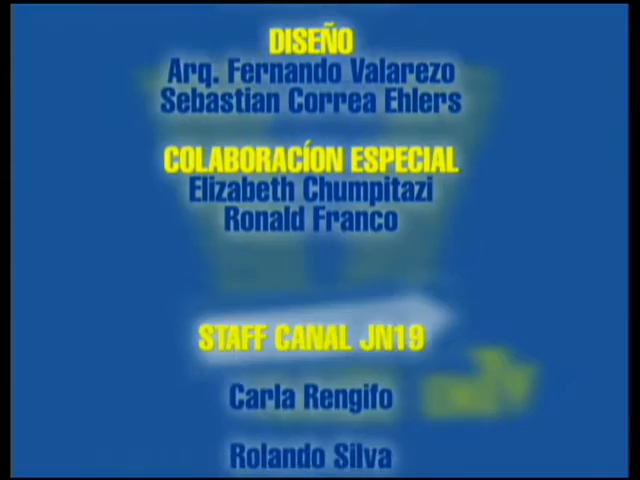 DISEÑO
Arq. Fernando Valarezo
Sebastian Correa Ehlers
COLABORACÍON ESPECIAL
Elizabeth Chumpitazi
Ronald Franco
STAFF CANAL JN19
Carla Rengifo
Rolando Silva